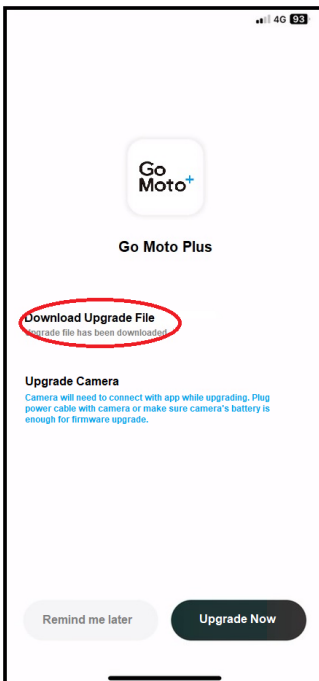 4G 93
Go
Moto+
Go Moto Plus
Download Upgrade File
Upgrade file has been downloaded
Upgrade Camera
Camera will need to connect with app while upgrading. Plug
power cable with camera or make sure camera's battery is
enough for firmware upgrade.
Remind me later
Upgrade Now